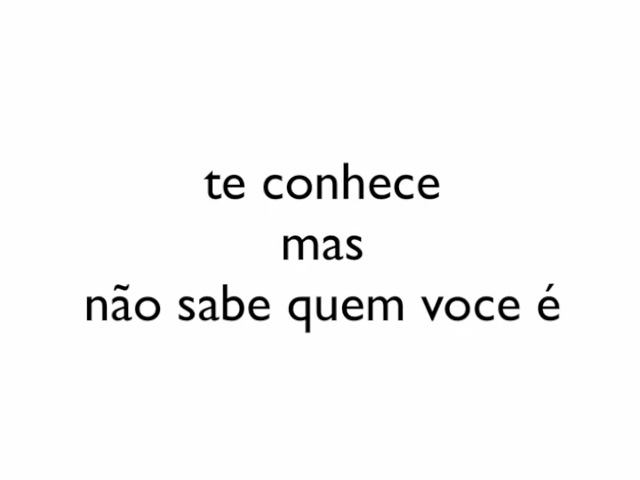 te conhece
mas
não sabe quem voce é